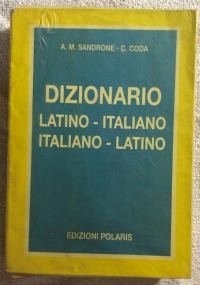 A. M. SANDRONE - C. CODA
DIZIONARIO
LATINO - ITALIANO
ITALIANO - LATINO
EDIZIONI POLARIS